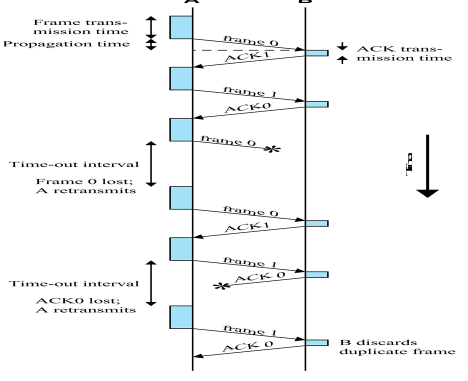 A B
Frame trans-
mission time
Propagation time
frame 0
ACK trans-
mission time
ACK1
frame 1
ACK0
frame 0
Time-out interval
Frame 0 lost;
A retransmits
frame 0
ACK1
frame 1
ACK 0
Time-out interval
ACK0 lost;
A retransmits
frame 1
ACK 0
B discards
duplicate frame